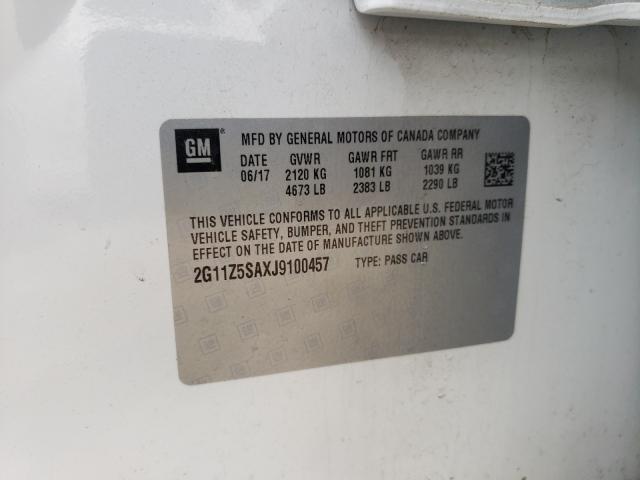 GM ® MFD BY GENERAL MOTORS OF CANADA COMPANY
DATE GVWR GAWR FRT GAWR RR
06/17 2120 KG 1081 KG 1039 KG
4673 LB 2383 LB 2290 LB
THIS VEHICLE CONFORMS TO ALL APPLICABLE U.S. FEDERAL MOTOR
VEHICLE SAFETY, BUMPER, AND THEFT PREVENTION STANDARDS IN
EFFECT ON THE DATE OF MANUFACTURE SHOWN ABOVE.
2G11Z5SAXJ9100457 TYPE: PASS CAR